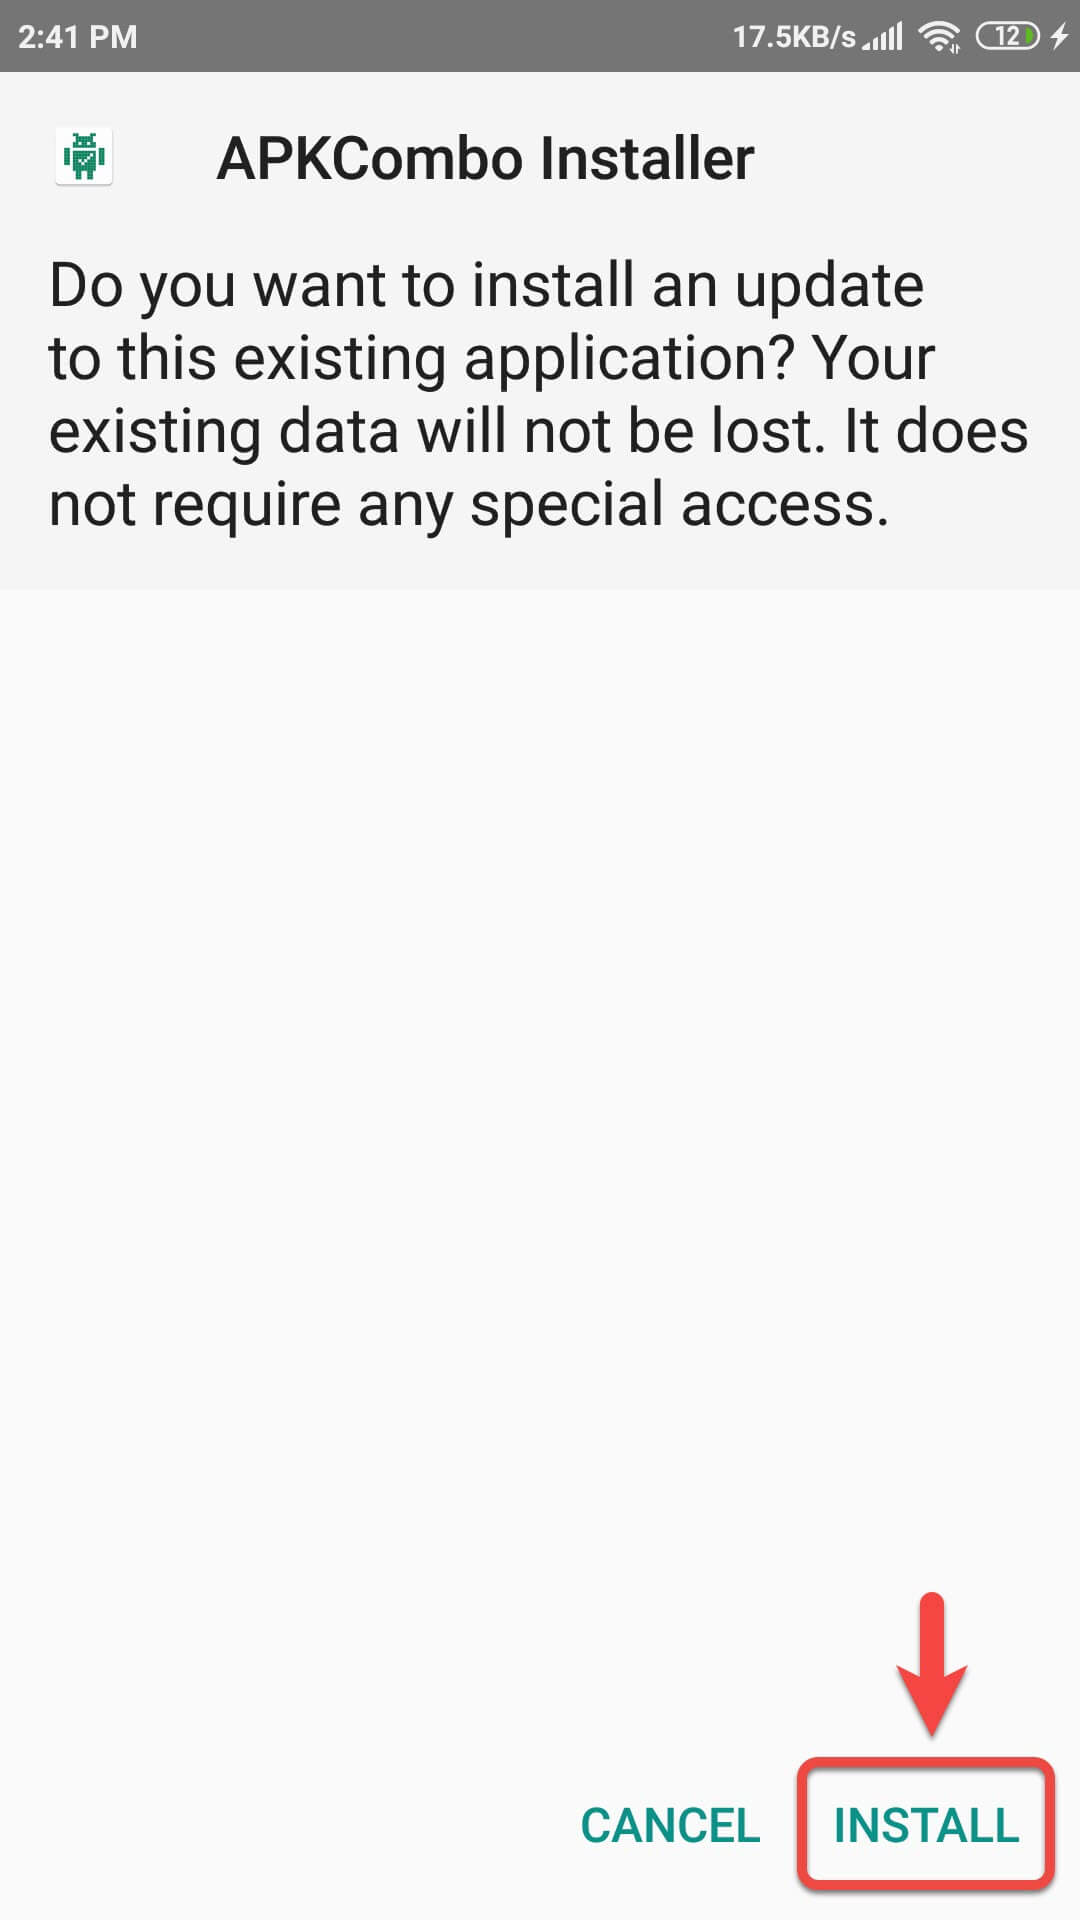 2:41 PM 17.5KB/s 12
APKCombo Installer
Do you want to install an update
to this existing application? Your
existing data will not be lost. It does
not require any special access.
CANCEL INSTALL